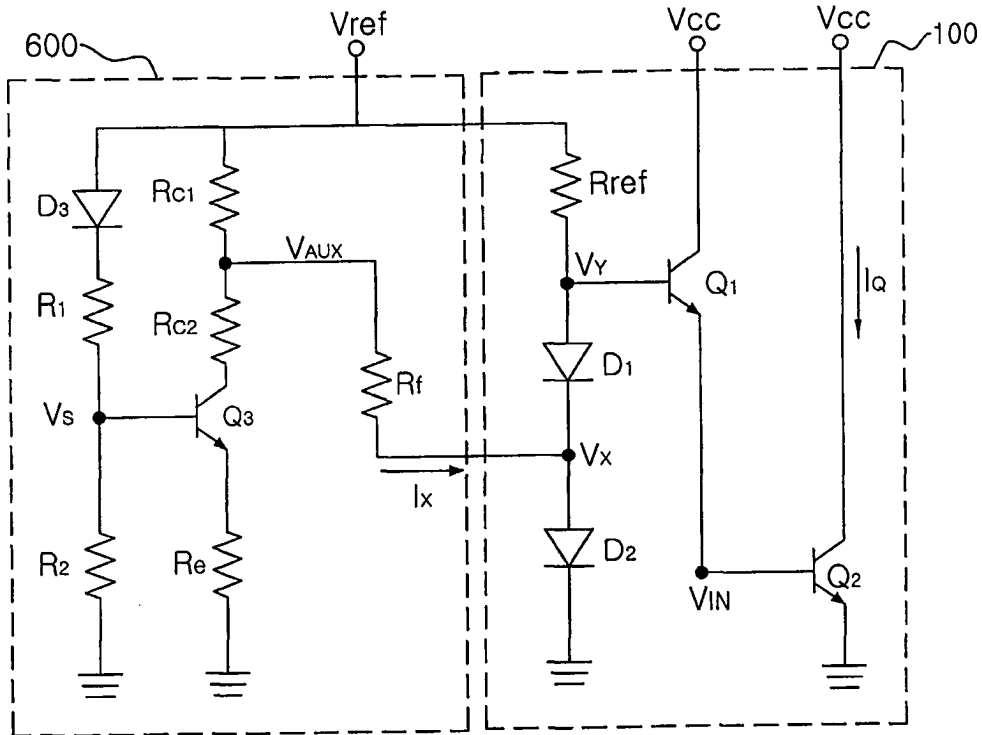 Vref
Vcc
Vcc
600
100
D3
Rc1
Rref
VAUX
VY
Q1
IQ
R1
Rc2
D1
Rf
Vs
Q3
Vx
Ix
R2
Re
D2
VIN
Q2